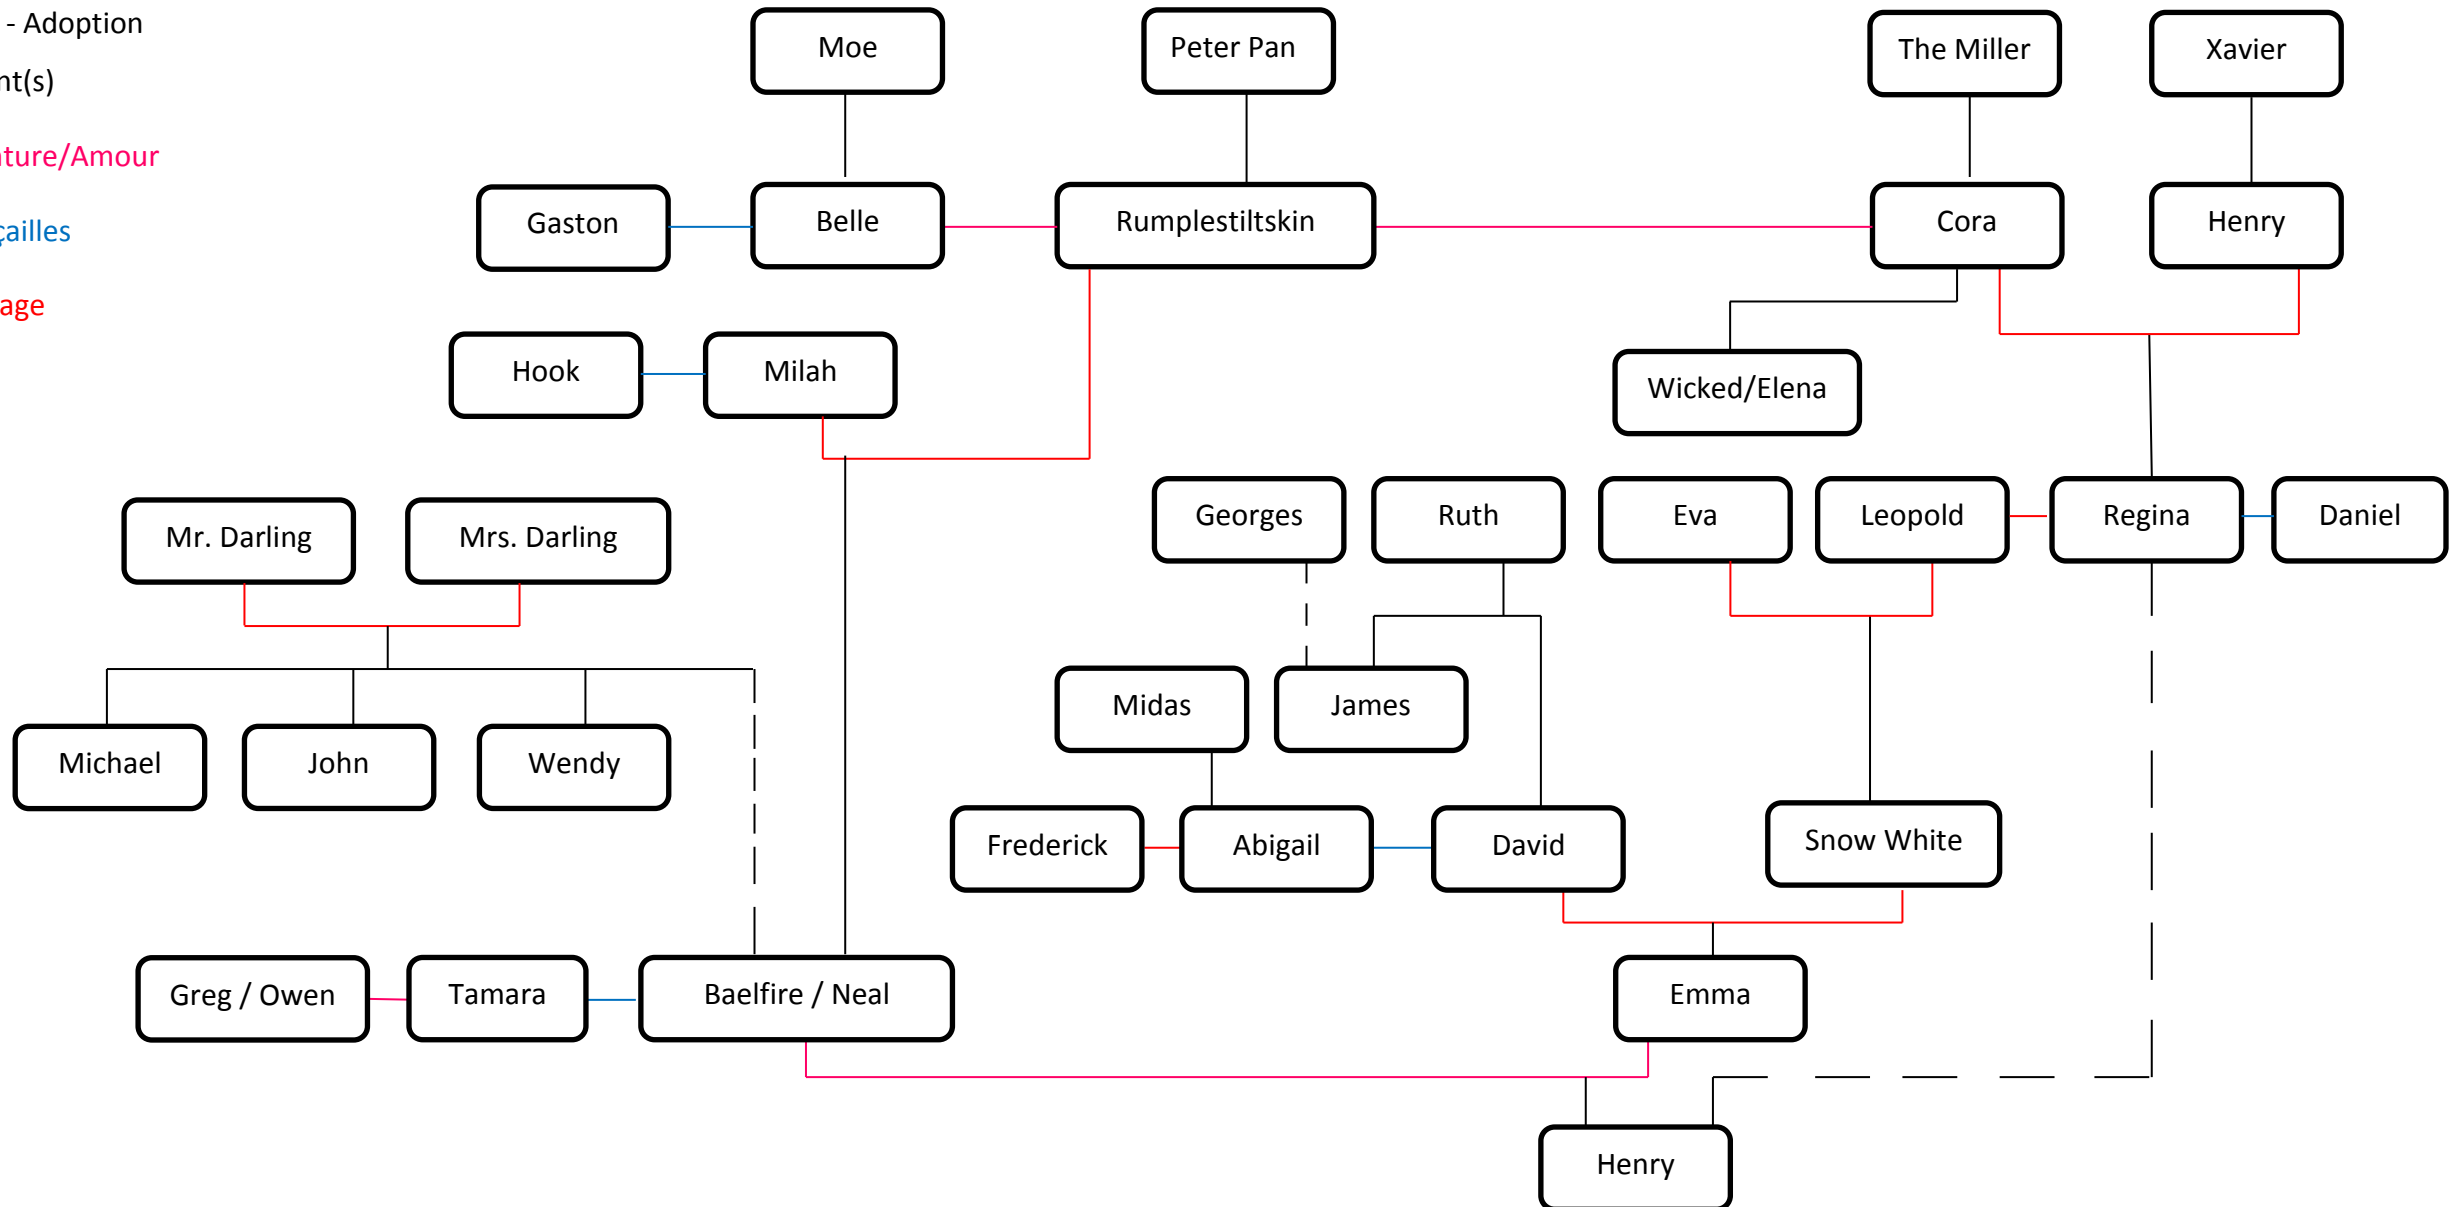 - Adoption
nt(s)
ature/Amour
çailles
age
Moe
Peter Pan
The Miller
Xavier
Gaston
Belle
Rumplestiltskin
Cora
Henry
Hook
Milah
Wicked/Elena
Mr. Darling
Mrs. Darling
Georges
Ruth
Eva
Leopold
Regina
Daniel
Midas
James
Michael
John
Wendy
Frederick
Abigail
David
Snow White
Greg / Owen
Tamara
Baelfire / Neal
Emma
Henry